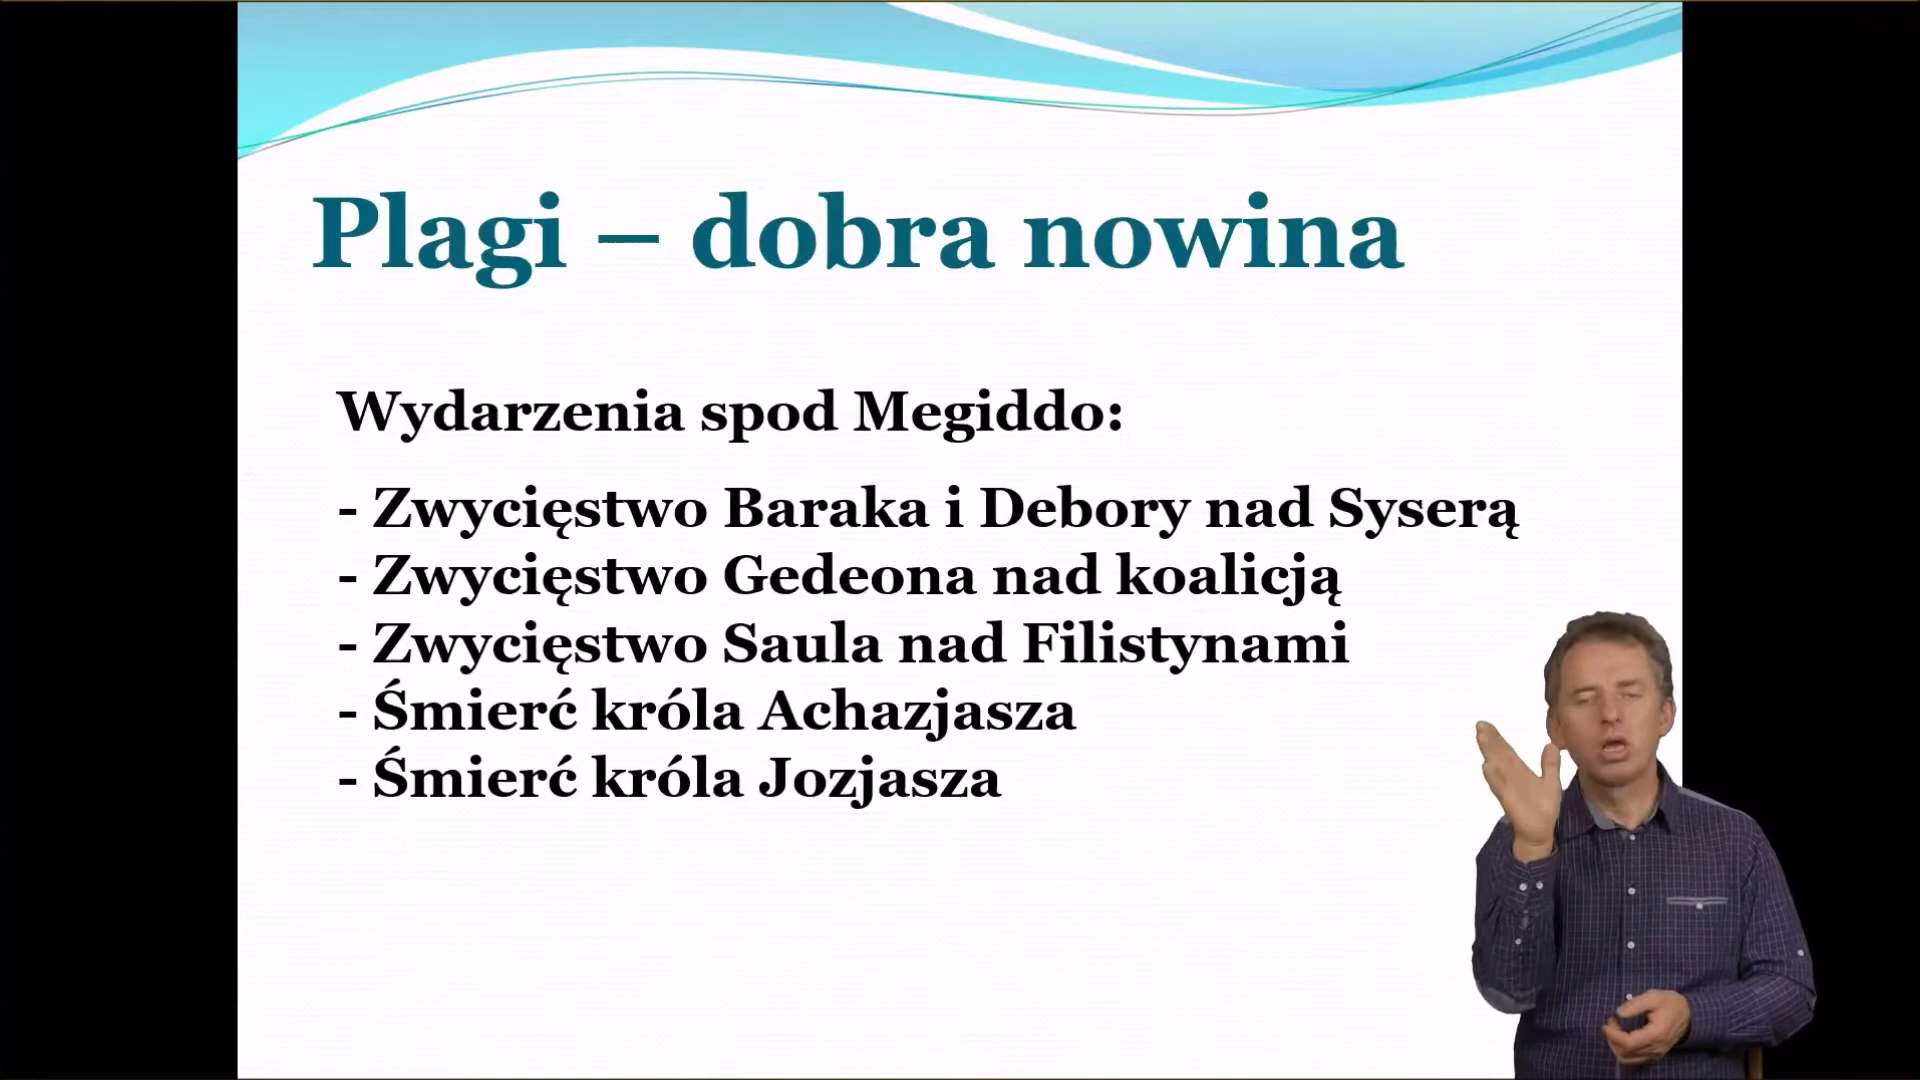 Plagi – dobra nowina
Wydarzenia spod Megiddo:
- Zwycięstwo Baraka i Debory nad Syserą
- Zwycięstwo Gedeona nad koalicją
- Zwycięstwo Saula nad Filistynami
- Śmierć króla Achazjasza
- Śmierć króla Jozjasza